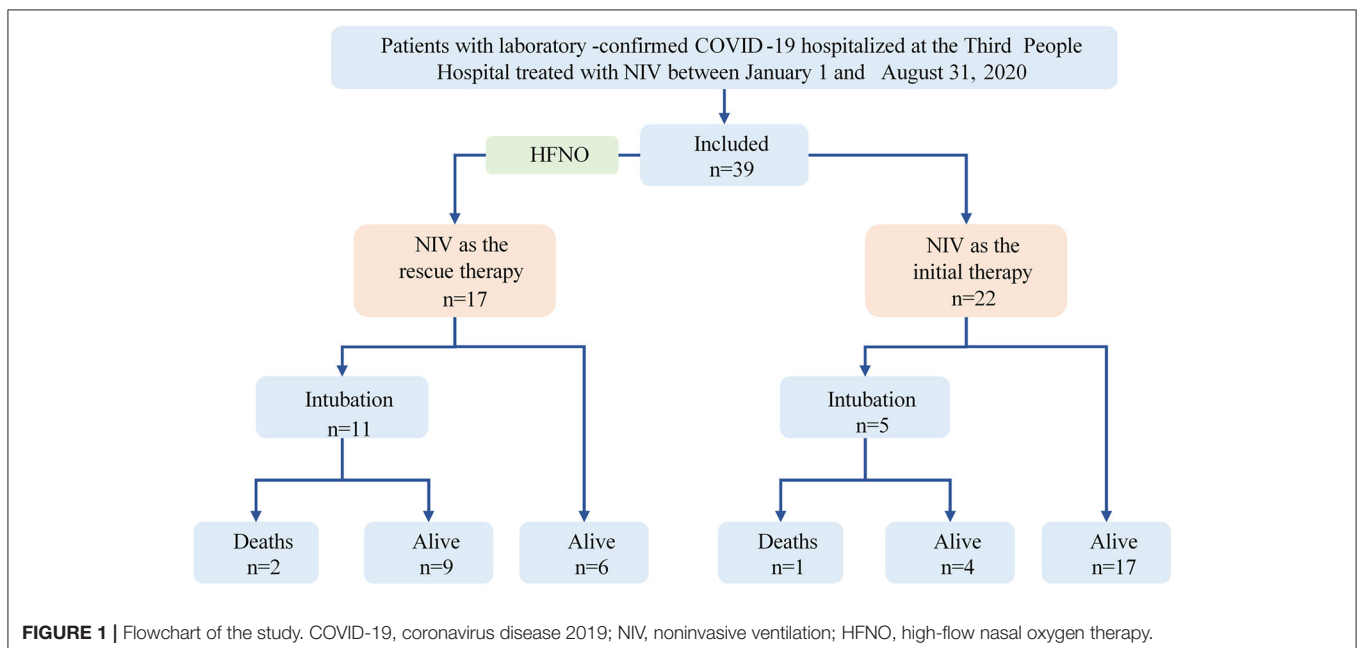 Patients with laboratory -confirmed COVID -19 hospitalized at the Third People
Hospital treated with NIV between January 1 and August 31, 2020
HFNO
Included
n=39
NIV as the
rescue therapy
n=17
NIV as the
initial therapy
n=22
Intubation
n=11
Intubation
n=5
Deaths
n=2
Alive
n=9
Alive
n=6
Deaths
n=1
Alive
n=4
Alive
n=17
FIGURE 1 | Flowchart of the study. COVID-19, coronavirus disease 2019; NIV, noninvasive ventilation; HFNO, high-flow nasal oxygen therapy.